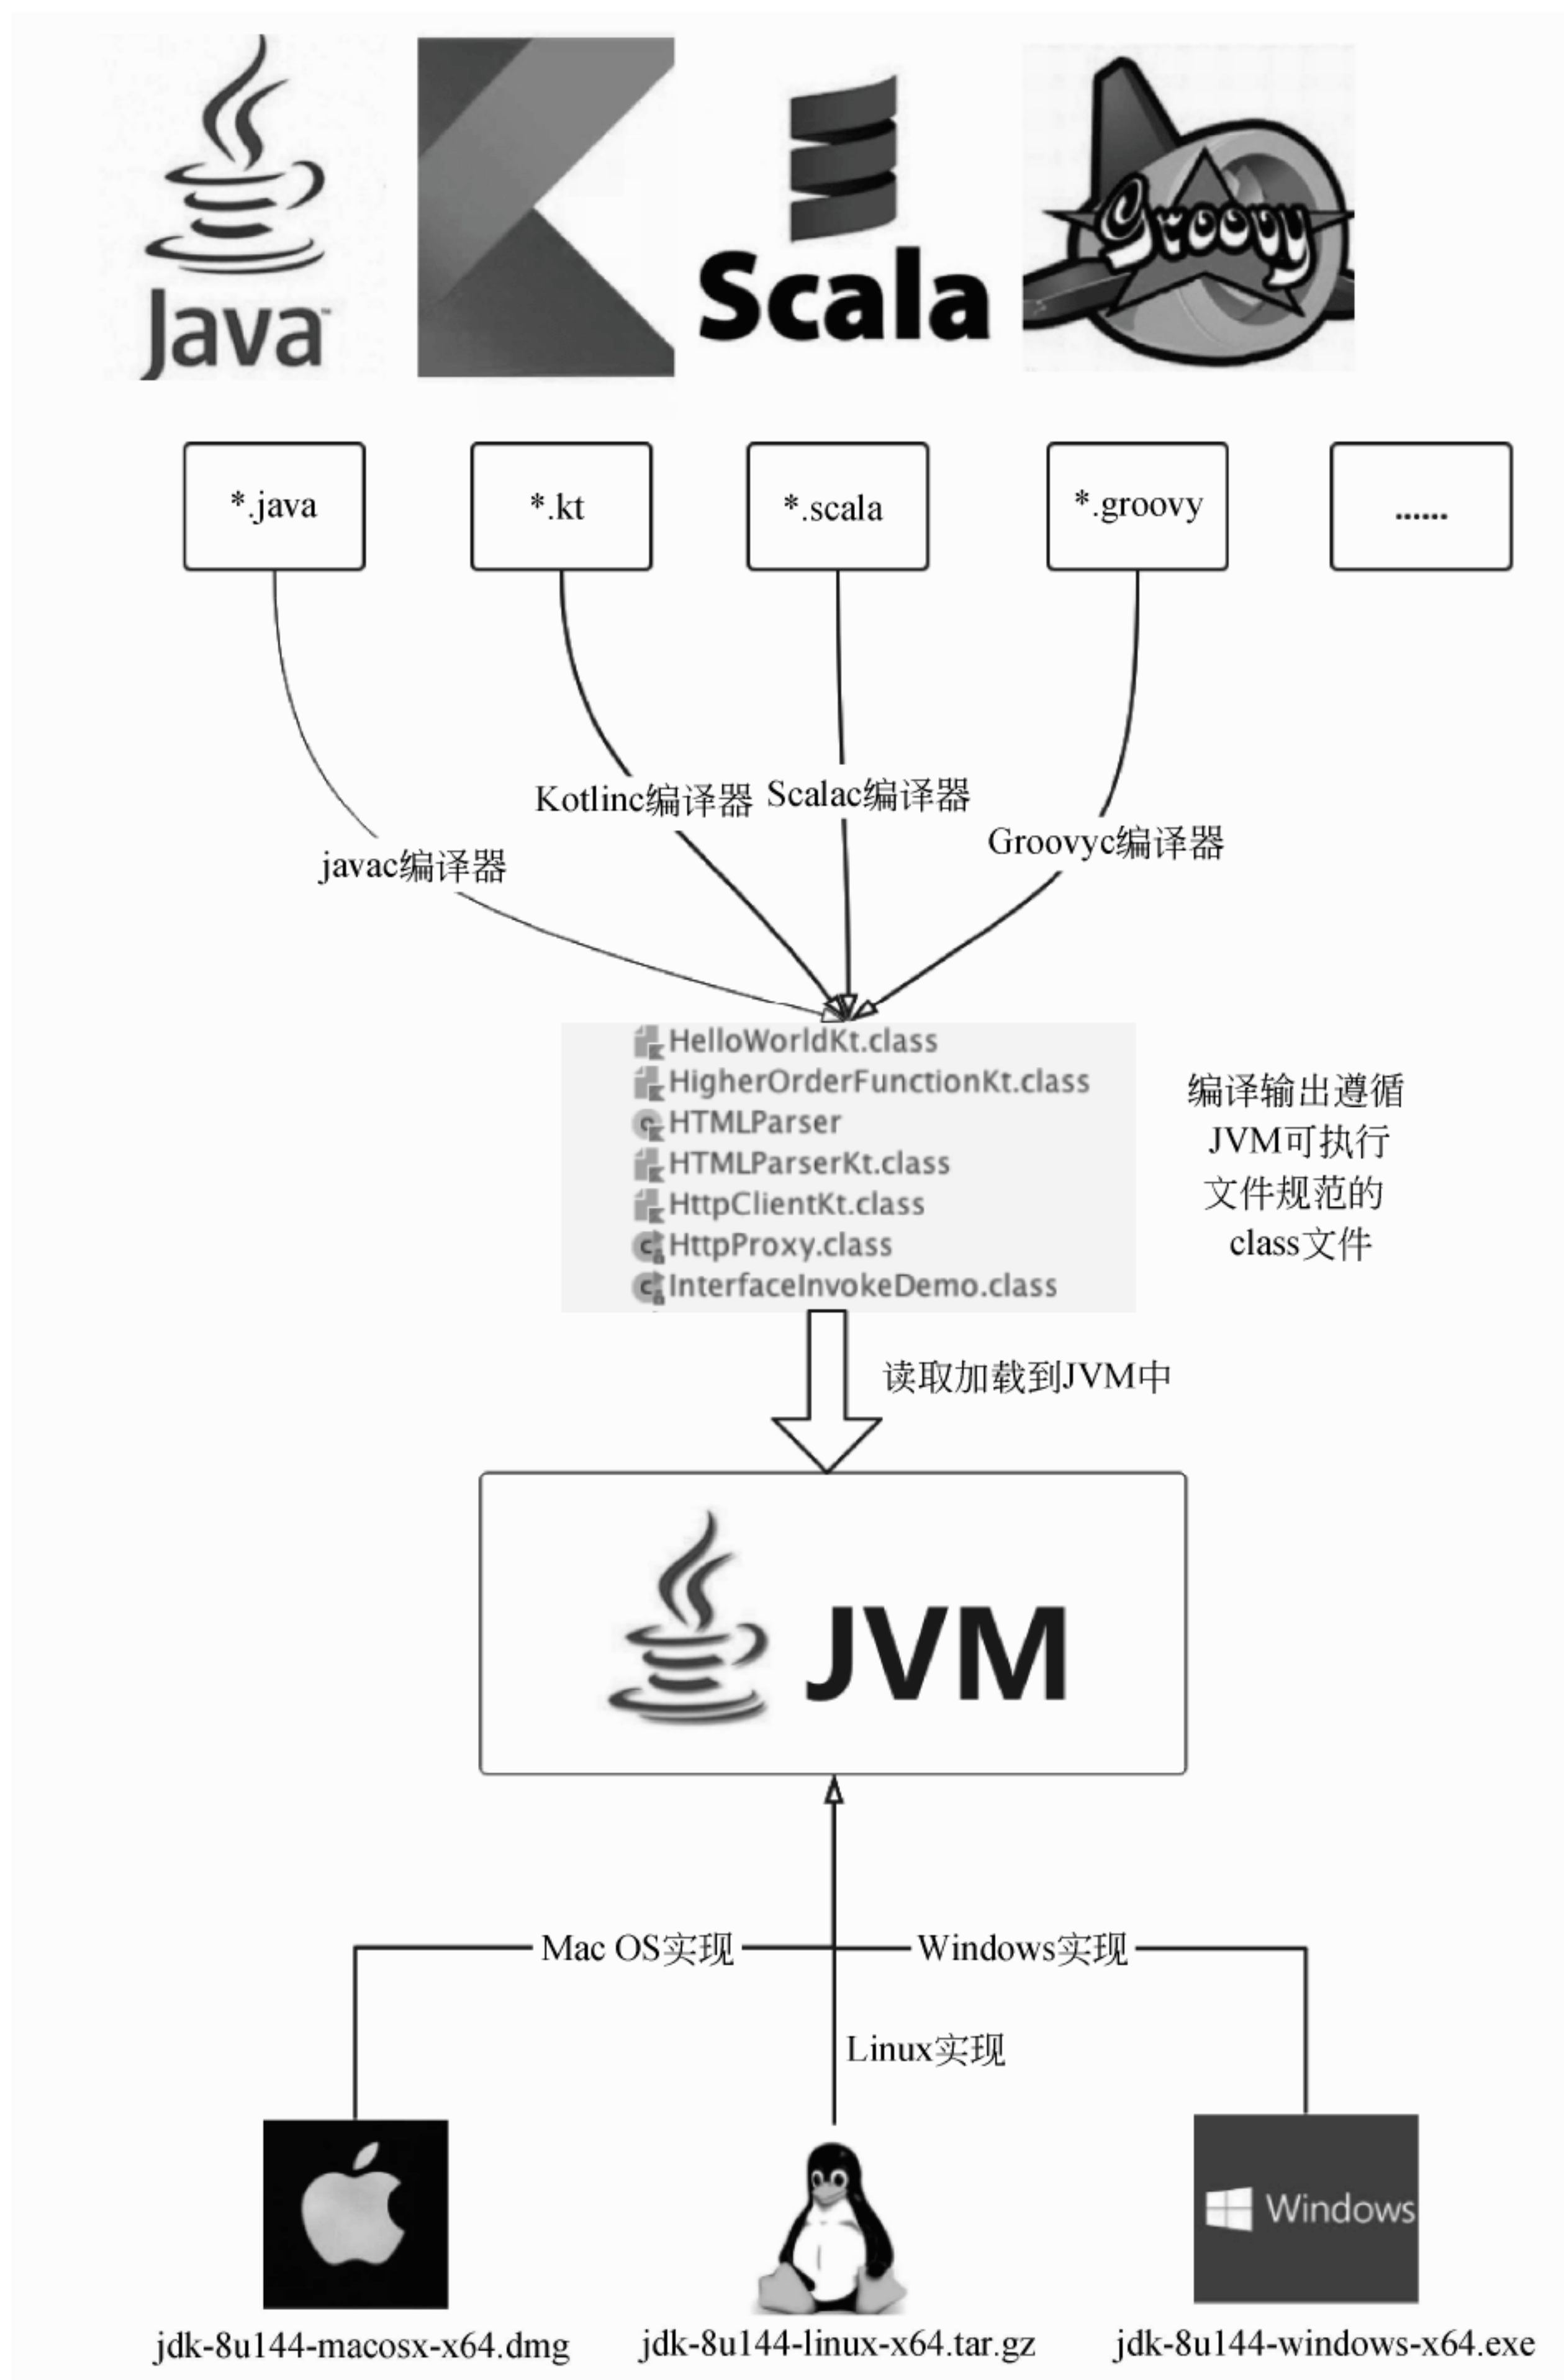 Java™
Scala
Groovy
*.java
*.kt
*.scala
*.groovy
......
Kotlinc编译器
Scalac编译器
Groovyc编译器
javac编译器
HelloWorldKt.class
HigherOrderFunctionKt.class
HTMLParser
HTMLParserKt.class
HttpClientKt.class
HttpProxy.class
InterfaceInvokeDemo.class
编译输出遵循
JVM可执行
文件规范的
class文件
读取加载到JVM中
JVM
Mac OS实现
Windows实现
Linux实现
Windows
jdk-8u144-macosx-x64.dmg
jdk-8u144-linux-x64.tar.gz
jdk-8u144-windows-x64.exe